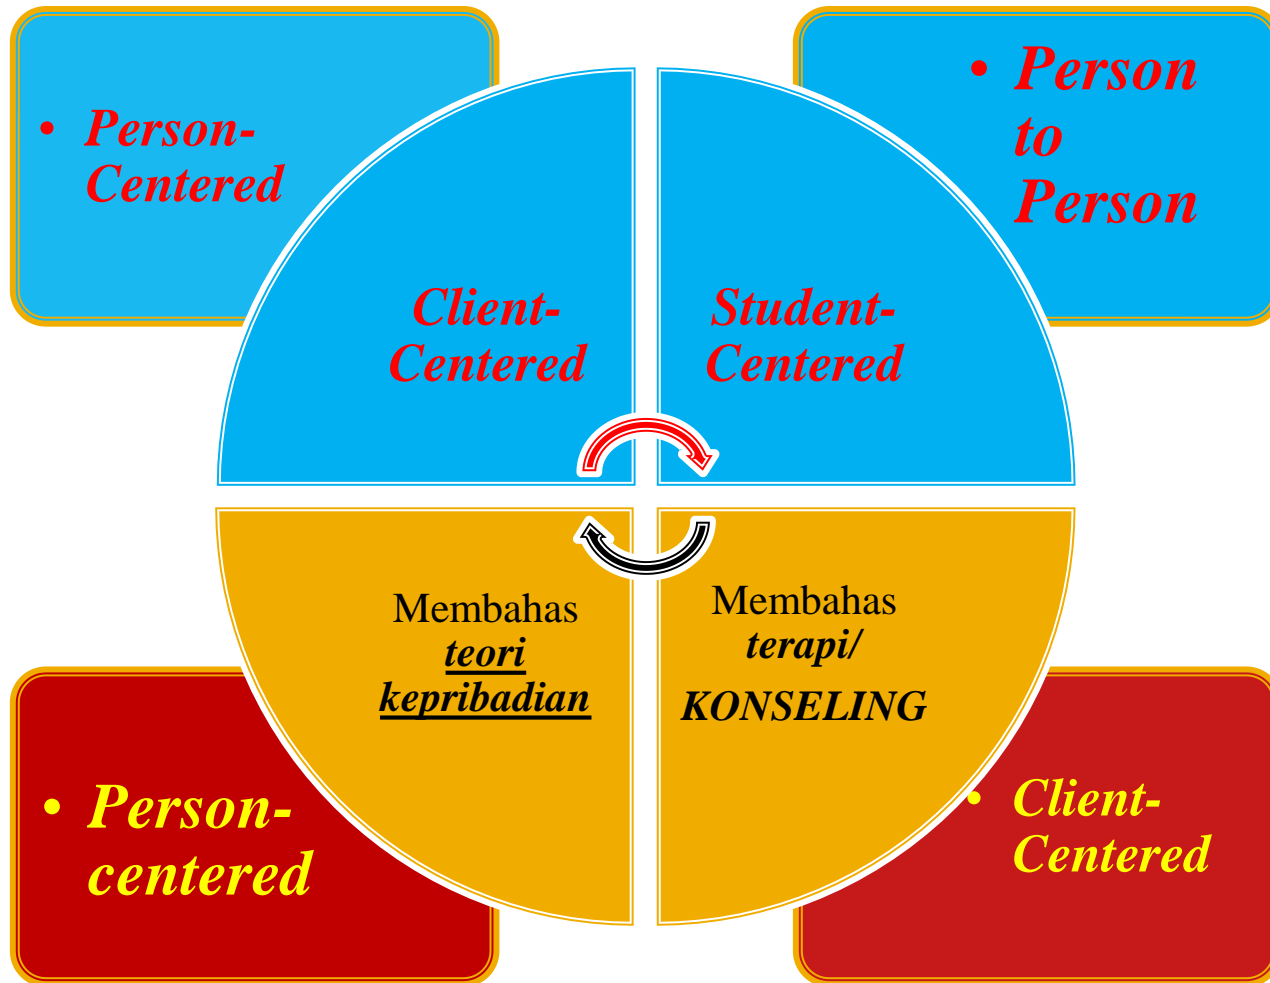 • Person-
Centered
• Person
to
Person
Client-
Centered
Student-
Centered
Membahas
teori
kepribadian
Membahas
terapi/
KONSELING
• Person-
centered
• Client-
Centered